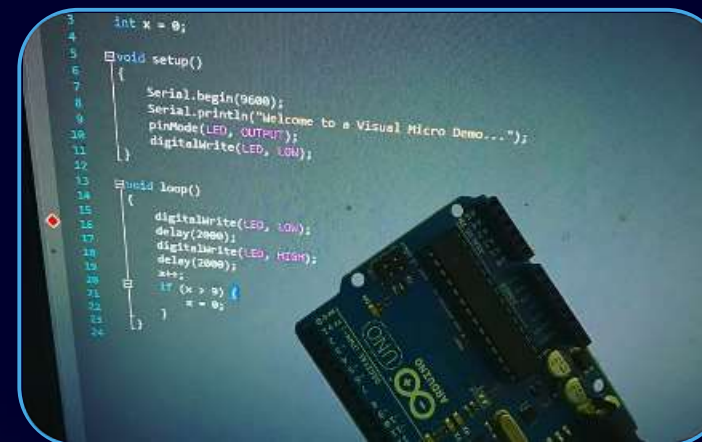 3 int x = 0;
4
5 void setup()
6 {
7 Serial.begin(9600);
8 Serial.println("Welcome to a Visual Micro Demo...");
9 pinMode(LED, OUTPUT);
10 digitalWrite(LED, LOW);
11 }
12
13 void loop()
14 {
15 digitalWrite(LED, LOW);
16 delay(2000);
17 digitalWrite(LED, HIGH);
18 delay(2000);
19 x++;
20 if (x > 9) {
21 x = 0;
22 }
23 }
24
UNO
ARDUINO